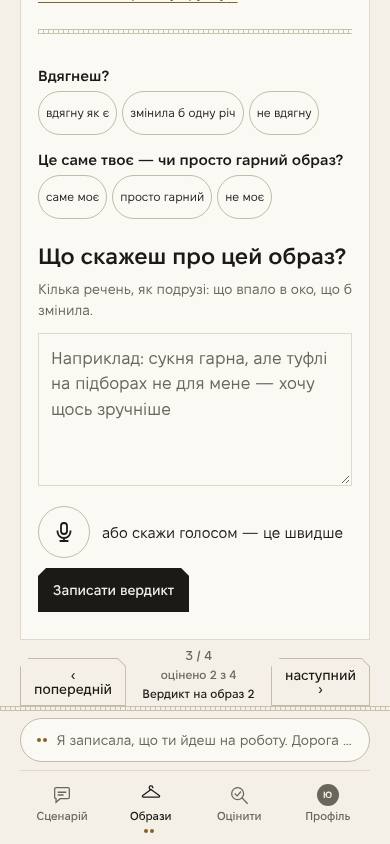 Вдягнеш?
вдягну як є
змінила б одну річ
не вдягну
Це саме твоє — чи просто гарний образ?
саме моє
просто гарний
не моє
Що скажеш про цей образ?
Кілька речень, як подрузі: що впало в око, що б
змінила.
Наприклад: сукня гарна, але туфлі
на підборах не для мене — хочу
щось зручніше
або скажи голосом — це швидше
Записати вердикт
‹
попередній
3 / 4
оцінено 2 з 4
Вердикт на образ 2
наступний
›
Я записала, що ти йдеш на роботу. Дорога ...
Сценарій
Образи
Оцінити
Ю
Профіль